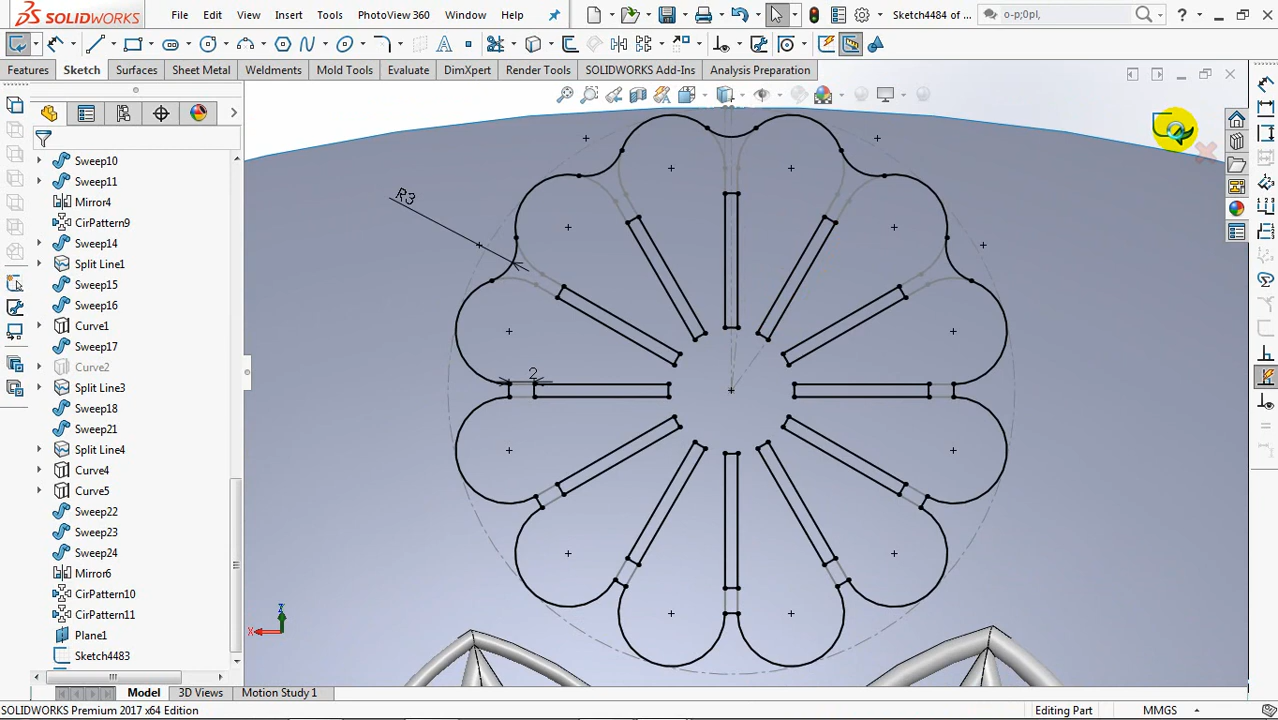 SOLIDWORKS File Edit View Insert Tools PhotoView 360 Window Help Sketch4484 of ... o-p;0pl,
Features Sketch Surfaces Sheet Metal Weldments Mold Tools Evaluate DimXpert Render Tools SOLIDWORKS Add-Ins Analysis Preparation
Sweep10
Sweep11
Mirror4
CirPattern9
Sweep14
Split Line1
Sweep15
Sweep16
Curve1
Sweep17
Curve2
Split Line3
Sweep18
Sweep21
Split Line4
Curve4
Curve5
Sweep22
Sweep23
Sweep24
Mirror6
CirPattern10
CirPattern11
Plane1
Sketch4483
R3
2
Z
X
Model 3D Views Motion Study 1
SOLIDWORKS Premium 2017 x64 Edition Editing Part MMGS